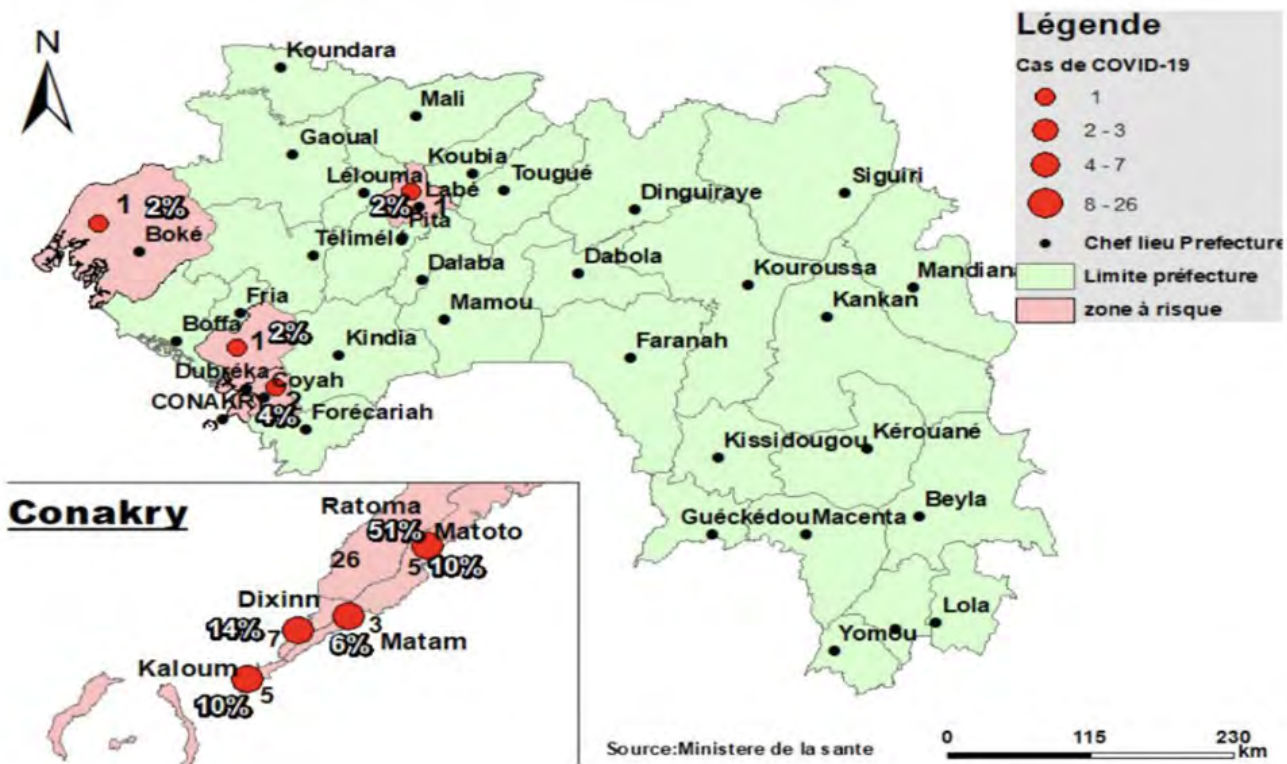 N
Koundara
Mali
Gaoual
Koubia
Lélouma
Labé
Tougué
2%
1
Pita
Dinguiraye
Siguiri
1 2%
Boké
Télimélé
Dalaba
Dabola
Kouroussa
Mandiana
Kankan
Fria
Mamou
Boffa
1 2%
Kindia
Faranah
Dubréka
Coyah
CONAKRY
2
4%
Forécariah
Kissidougou
Kérouané
Beyla
Guéckédou
Macenta
Lola
Yomou
Légende
Cas de COVID-19
1
2 - 3
4 - 7
8 - 26
Chef lieu Prefecture
Limite préfecture
zone à risque
Conakry
Ratoma
51%
Matoto
26
5 10%
Dixinn
14%
7
3
6% Matam
Kaloum
5
10%
Source:Ministere de la sante
0 115 230
km